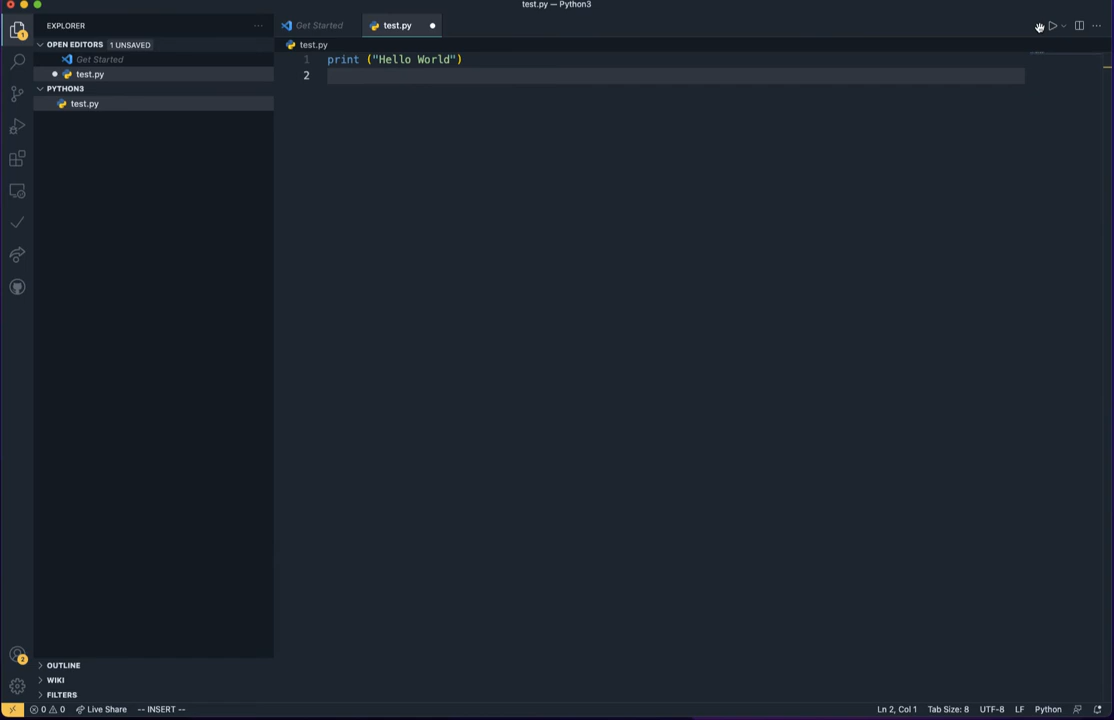 test.py — Python3
EXPLORER
Get Started
test.py
OPEN EDITORS 1 UNSAVED
test.py
Get Started
1 print ("Hello World")
test.py
2
PYTHON3
test.py
1
2
OUTLINE
WIKI
FILTERS
0 0 Live Share -- INSERT -- Ln 2, Col 1 Tab Size: 8 UTF-8 LF Python